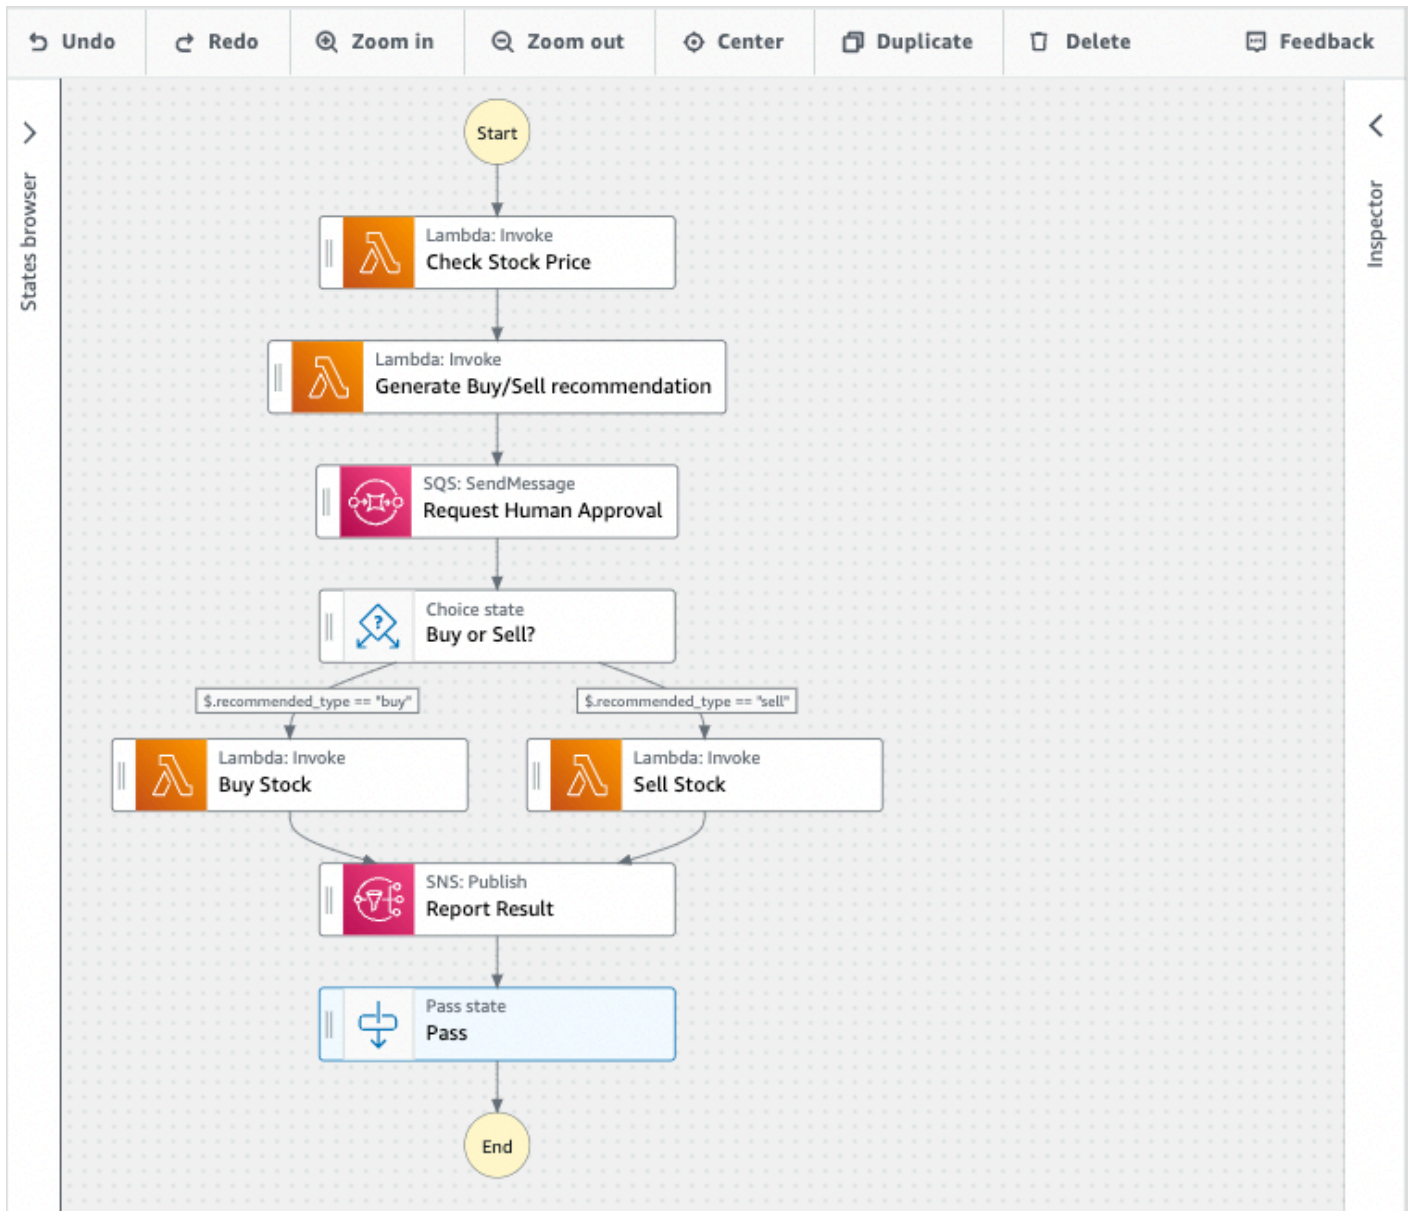 Undo
Redo
Zoom in
Zoom out
Center
Duplicate
Delete
Feedback
States browser
Inspector
Start
Lambda: Invoke
Check Stock Price
Lambda: Invoke
Generate Buy/Sell recommendation
SQS: SendMessage
Request Human Approval
Choice state
Buy or Sell?
$.recommended_type == "buy"
$.recommended_type == "sell"
Lambda: Invoke
Buy Stock
Lambda: Invoke
Sell Stock
SNS: Publish
Report Result
Pass state
Pass
End